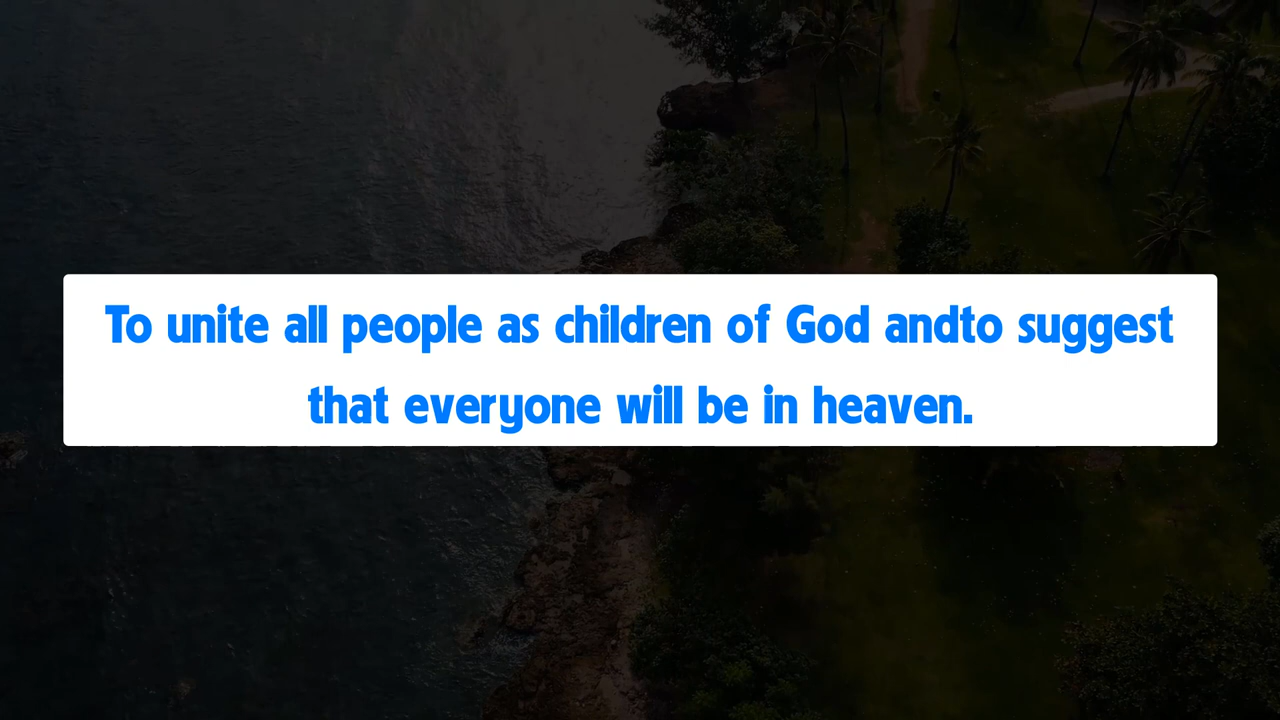 To unite all people as children of God andto suggest
that everyone will be in heaven.